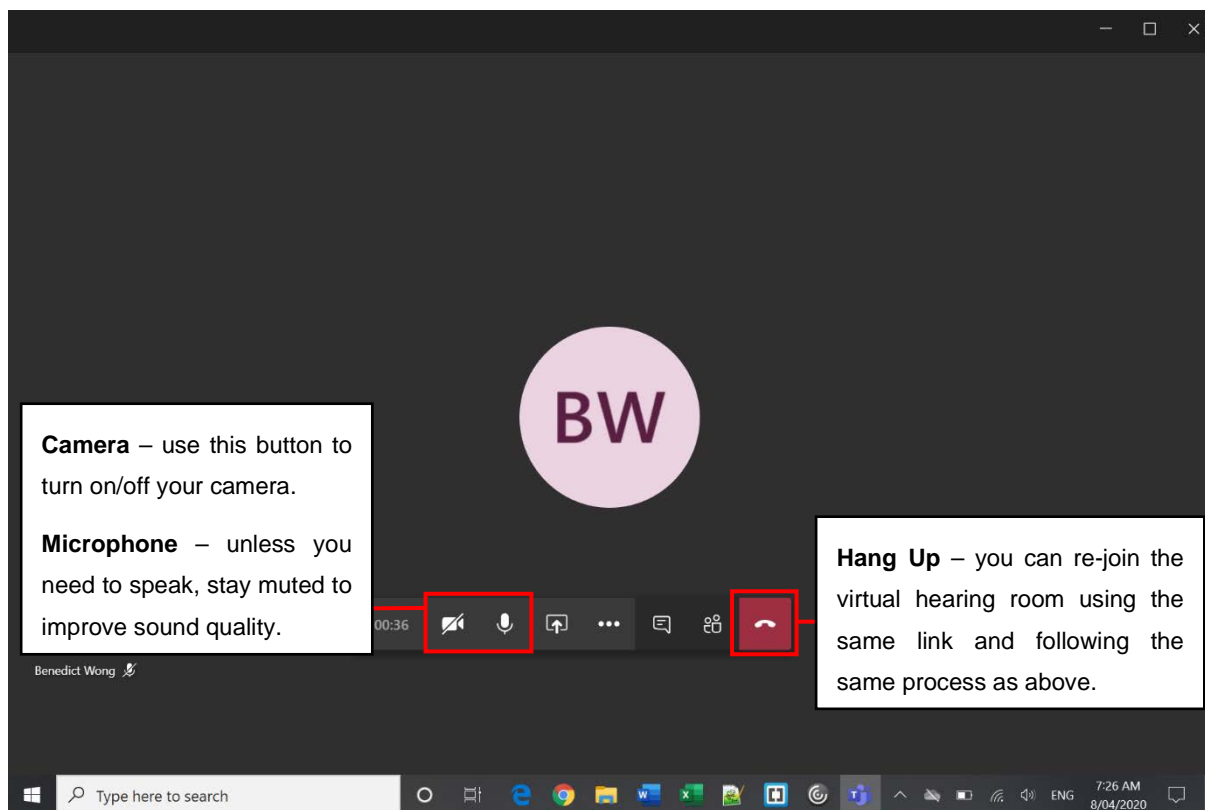 BW
Camera – use this button to
turn on/off your camera.
Microphone – unless you
need to speak, stay muted to
improve sound quality.
Hang Up – you can re-join the
virtual hearing room using the
same link and following the
same process as above.
00:36
Benedict Wong
Type here to search
ENG
7:26 AM
8/04/2020